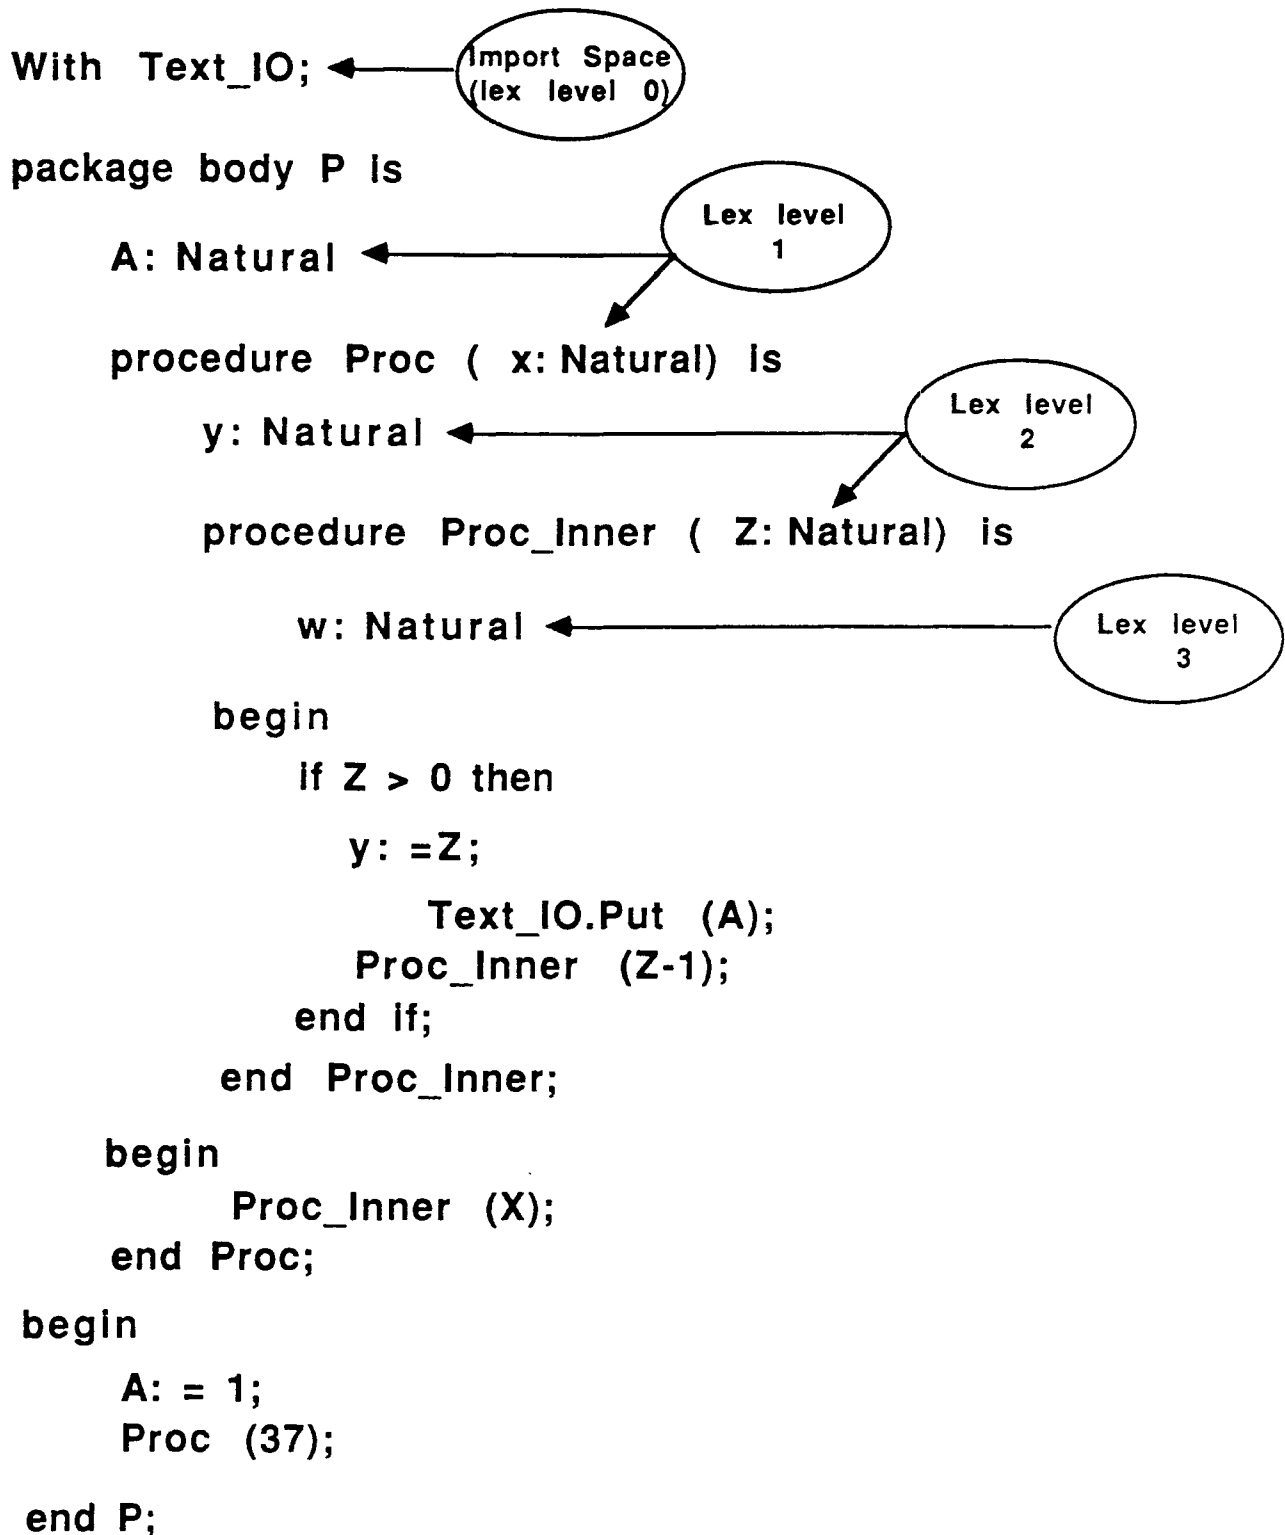 With Text_IO;
Import Space
(lex level 0)
package body P is
Lex level
1
A: Natural
procedure Proc ( x: Natural) is
Lex level
2
y: Natural
procedure Proc_Inner ( Z: Natural) is
w: Natural
Lex level
3
begin
if Z > 0 then
y: =Z;
Text_IO.Put (A);
Proc_Inner (Z-1);
end if;
end Proc_Inner;
begin
Proc_Inner (X);
end Proc;
begin
A: = 1;
Proc (37);
end P;